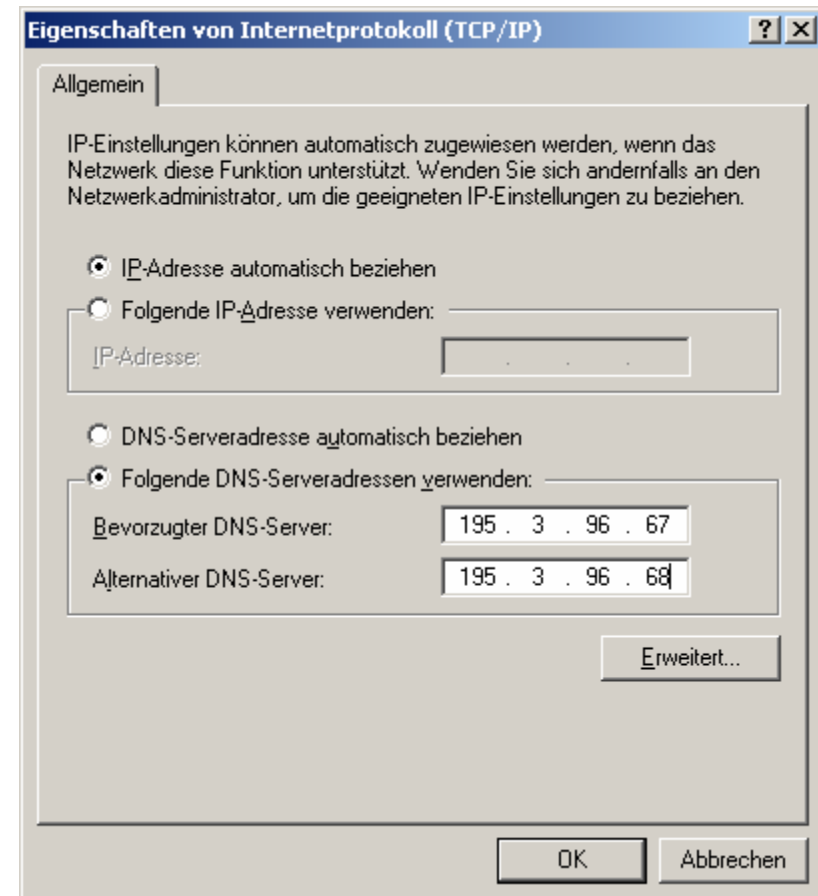 Eigenschaften von Internetprotokoll (TCP/IP)
Allgemein
IP-Einstellungen können automatisch zugewiesen werden, wenn das
Netzwerk diese Funktion unterstützt. Wenden Sie sich andernfalls an den
Netzwerkadministrator, um die geeigneten IP-Einstellungen zu beziehen.
IP-Adresse automatisch beziehen
Folgende IP-Adresse verwenden:
IP-Adresse: . . .
DNS-Serveradresse automatisch beziehen
Folgende DNS-Serveradressen verwenden:
Bevorzugter DNS-Server: 195 . 3 . 96 . 67
Alternativer DNS-Server: 195 . 3 . 96 . 68
Erweitert...
OK Abbrechen